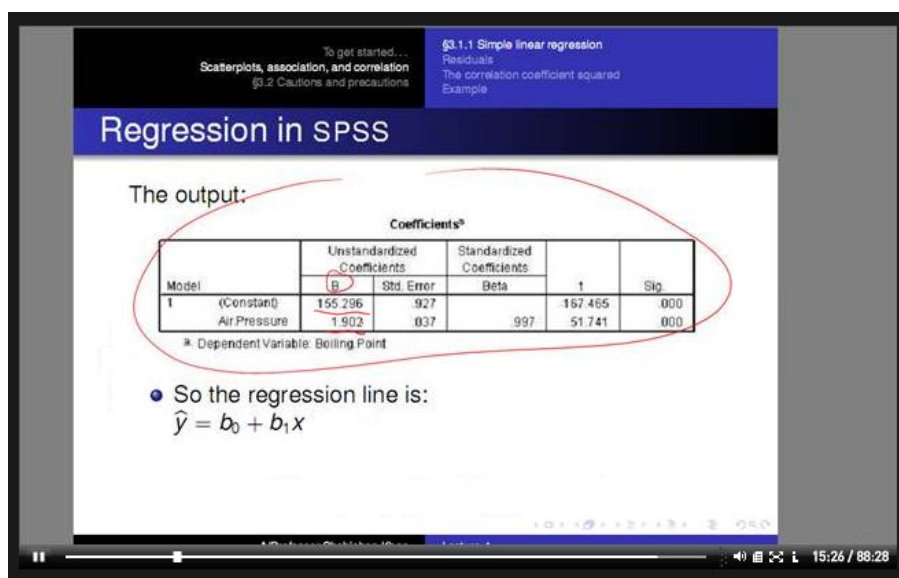 To get started...
Scatterplots, association, and correlation
§3.2 Cautions and precautions
§3.1.1 Simple linear regression
Residuals
The correlation coefficient squared
Example
Regression in SPSS
The output:
Coefficientsᵃ
Unstandardized Coefficients Standardized Coefficients
Model B Std. Error Beta t Sig.
1 (Constant) 155.296 .927 167.465 .000
Air.Pressure 1.902 .037 .997 51.741 .000
a. Dependent Variable: Boiling.Point
So the regression line is:
ŷ = b₀ + b₁x
15:26 / 88:28